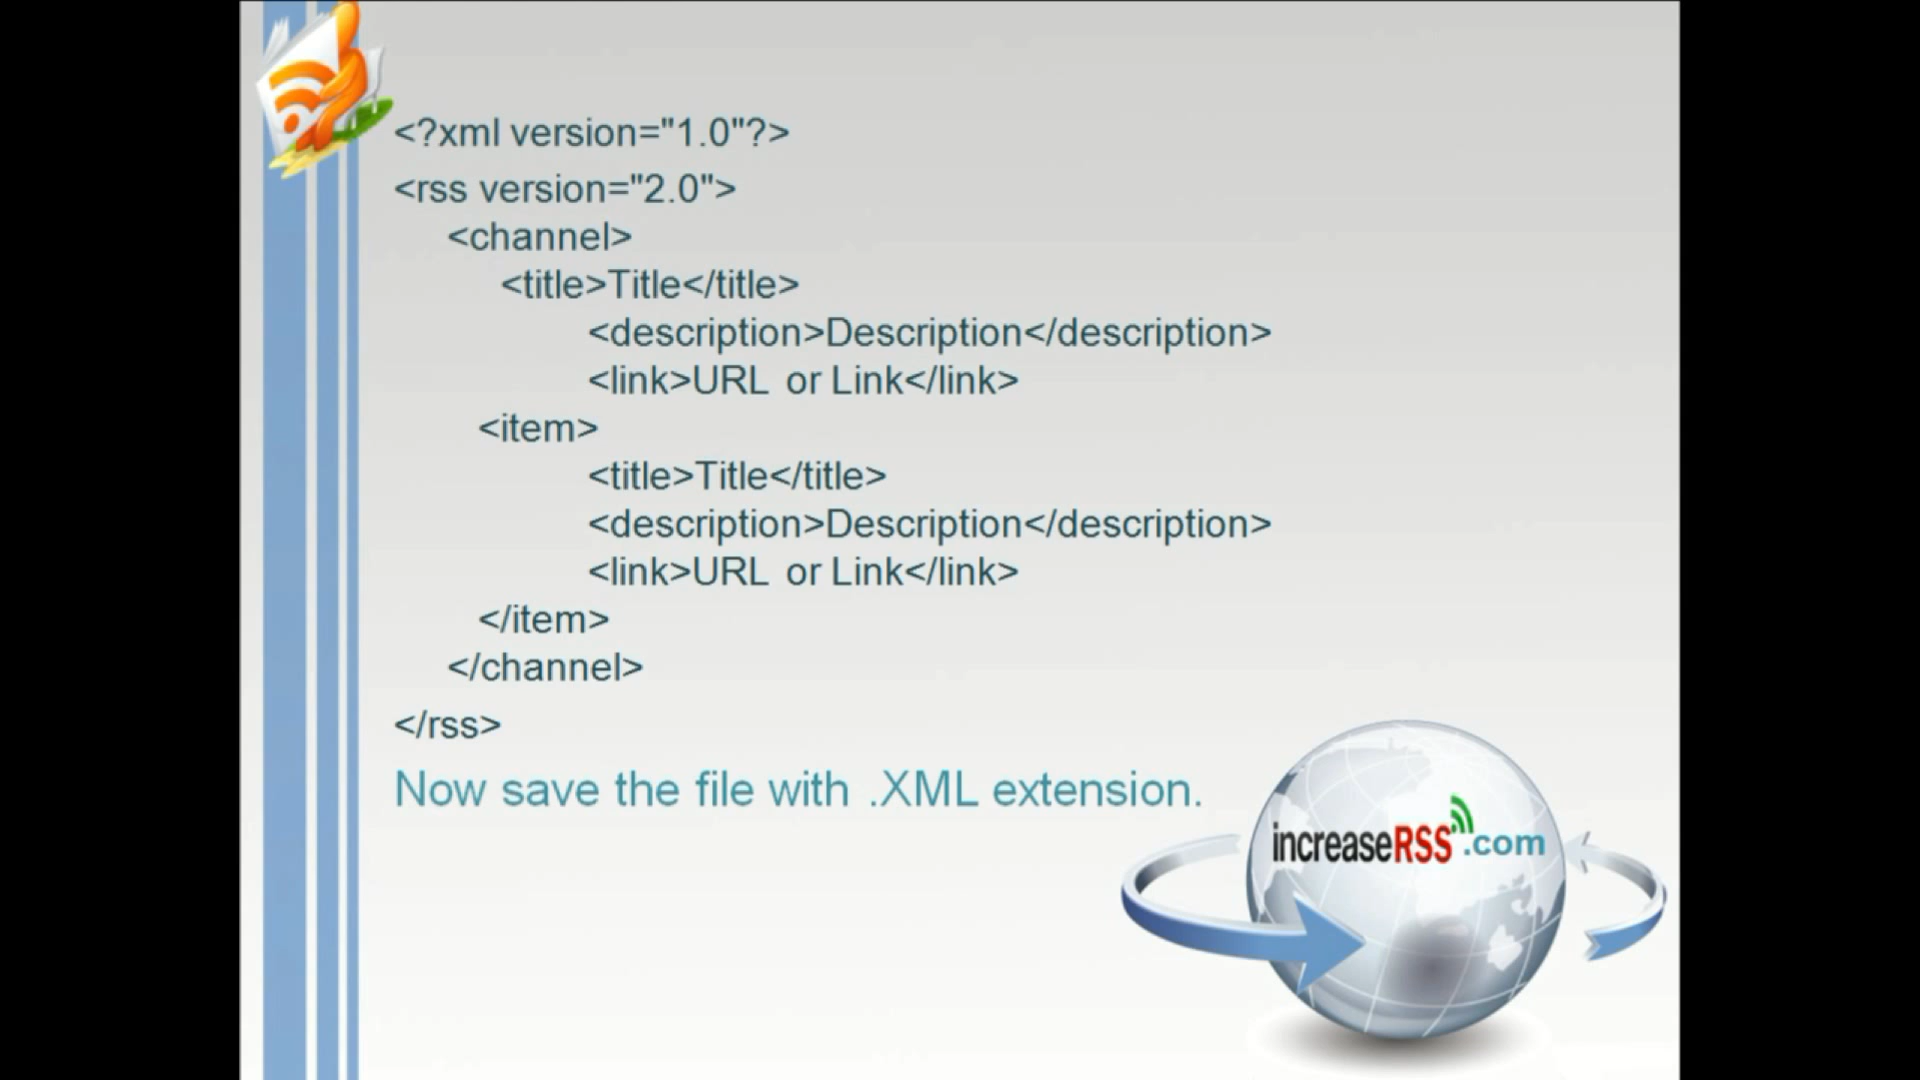 <?xml version="1.0"?>
<rss version="2.0">
<channel>
<title>Title</title>
<description>Description</description>
<link>URL or Link</link>
<item>
<title>Title</title>
<description>Description</description>
<link>URL or Link</link>
</item>
</channel>
</rss>
Now save the file with .XML extension.
increaseRSS.com